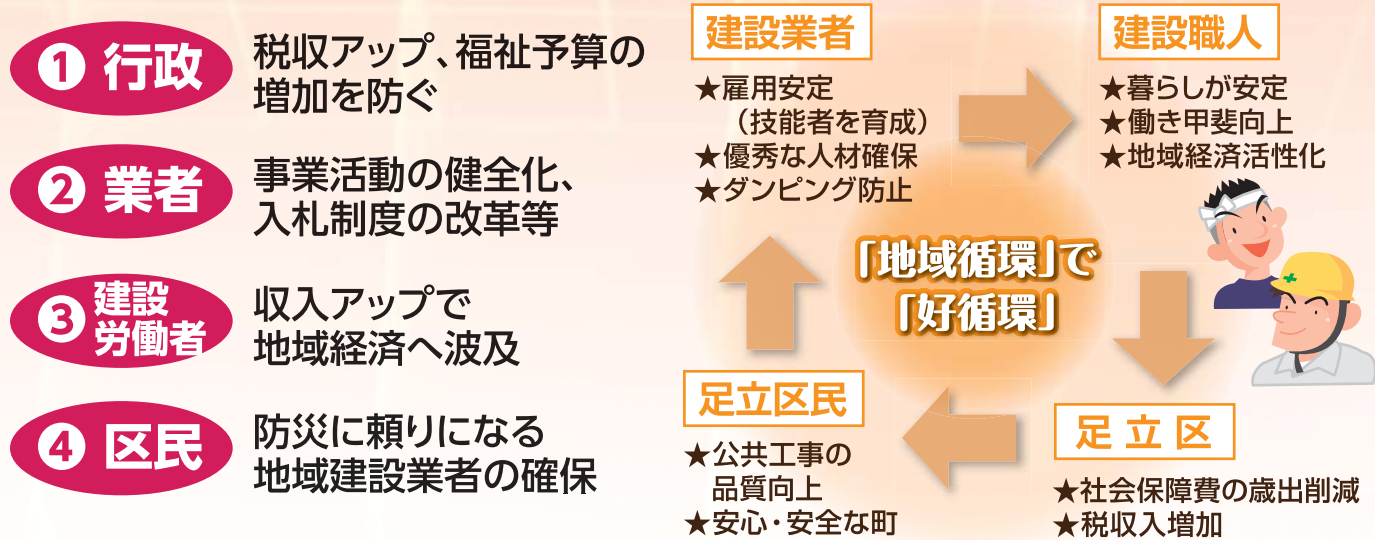 ❶ 行政
税収アップ、福祉予算の
増加を防ぐ
❷ 業者
事業活動の健全化、
入札制度の改革等
❸ 建設
労働者
収入アップで
地域経済へ波及
❹ 区民
防災に頼りになる
地域建設業者の確保
建設業者
★雇用安定
（技能者を育成）
★優秀な人材確保
★ダンピング防止
建設職人
★暮らしが安定
★働き甲斐向上
★地域経済活性化
「地域循環」で
「好循環」
足立区民
★公共工事の
品質向上
★安心・安全な町
足立区
★社会保障費の歳出削減
★税収入増加